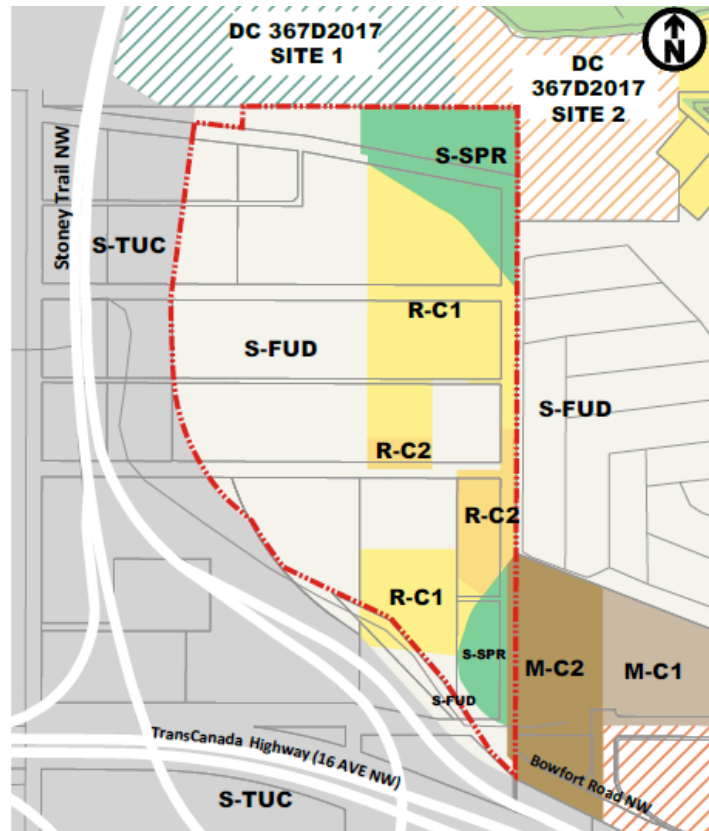 DC 367D2017
SITE 1
DC
367D2017
SITE 2
N
S-SPR
Stoney Trail NW
S-TUC
R-C1
S-FUD
S-FUD
R-C2
R-C2
R-C1
S-SPR
M-C2
M-C1
S-FUD
TransCanada Highway (16 AVE NW)
Bowfort Road NW
S-TUC